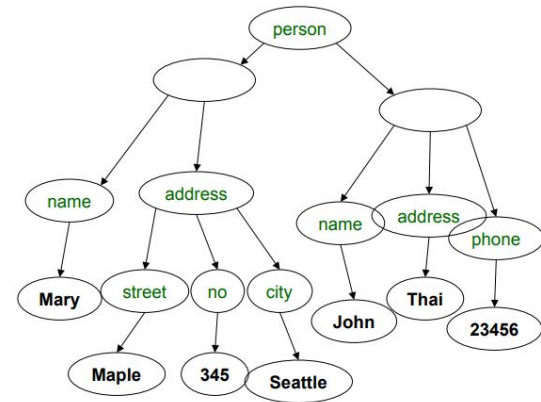 person
name
address
name
address
phone
Mary
street
no
city
John
Thai
23456
Maple
345
Seattle